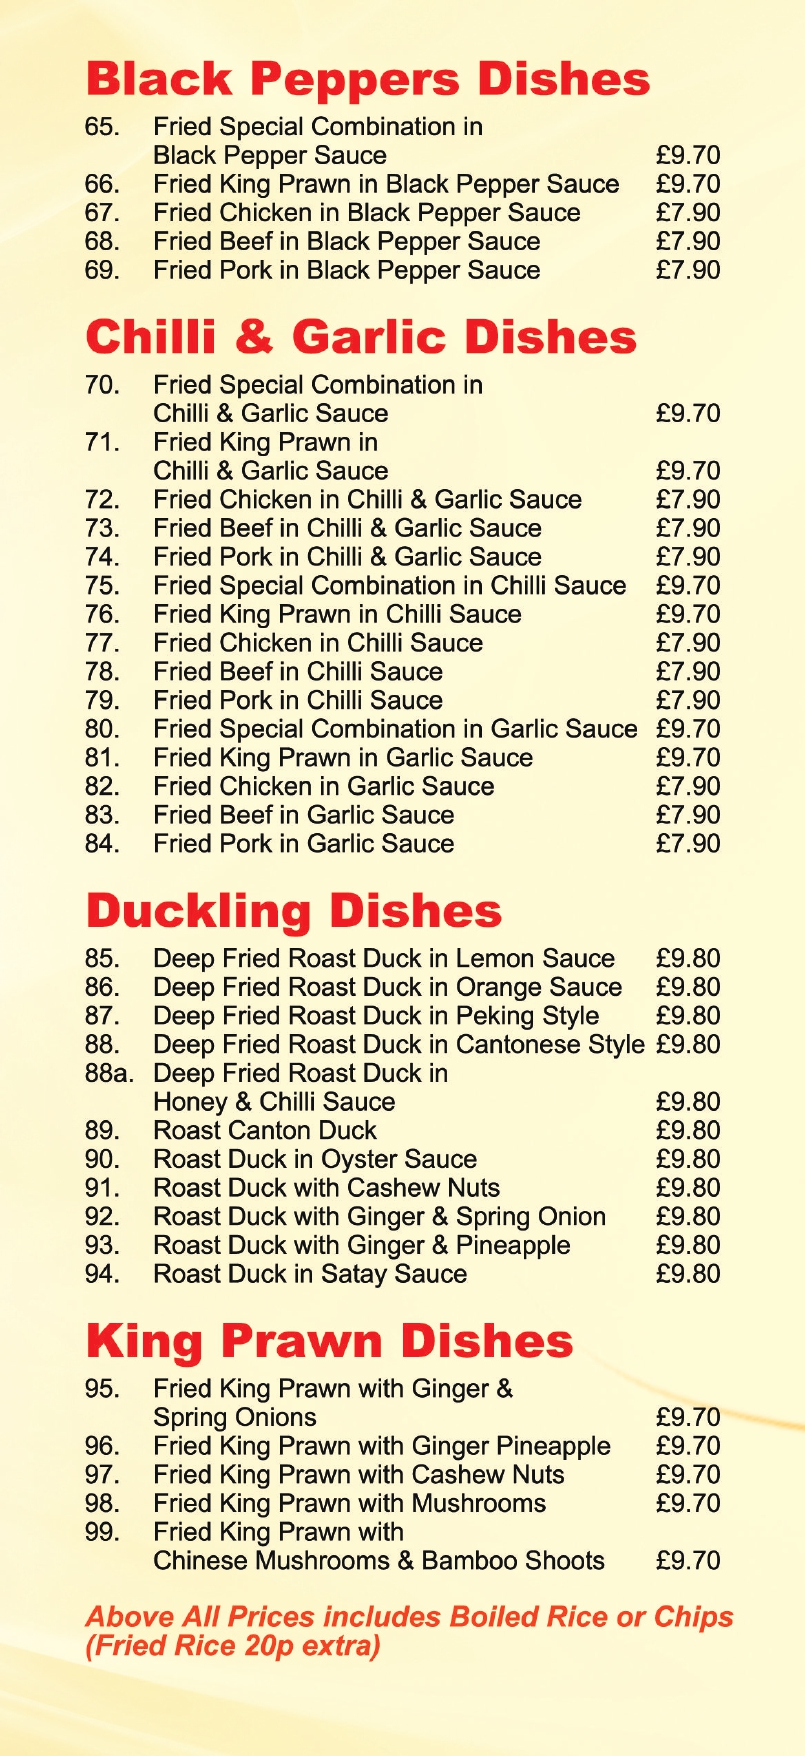 Black Peppers Dishes
65. Fried Special Combination in
Black Pepper Sauce £9.70
66. Fried King Prawn in Black Pepper Sauce £9.70
67. Fried Chicken in Black Pepper Sauce £7.90
68. Fried Beef in Black Pepper Sauce £7.90
69. Fried Pork in Black Pepper Sauce £7.90
Chilli & Garlic Dishes
70. Fried Special Combination in
Chilli & Garlic Sauce £9.70
71. Fried King Prawn in
Chilli & Garlic Sauce £9.70
72. Fried Chicken in Chilli & Garlic Sauce £7.90
73. Fried Beef in Chilli & Garlic Sauce £7.90
74. Fried Pork in Chilli & Garlic Sauce £7.90
75. Fried Special Combination in Chilli Sauce £9.70
76. Fried King Prawn in Chilli Sauce £9.70
77. Fried Chicken in Chilli Sauce £7.90
78. Fried Beef in Chilli Sauce £7.90
79. Fried Pork in Chilli Sauce £7.90
80. Fried Special Combination in Garlic Sauce £9.70
81. Fried King Prawn in Garlic Sauce £9.70
82. Fried Chicken in Garlic Sauce £7.90
83. Fried Beef in Garlic Sauce £7.90
84. Fried Pork in Garlic Sauce £7.90
Duckling Dishes
85. Deep Fried Roast Duck in Lemon Sauce £9.80
86. Deep Fried Roast Duck in Orange Sauce £9.80
87. Deep Fried Roast Duck in Peking Style £9.80
88. Deep Fried Roast Duck in Cantonese Style £9.80
88a. Deep Fried Roast Duck in
Honey & Chilli Sauce £9.80
89. Roast Canton Duck £9.80
90. Roast Duck in Oyster Sauce £9.80
91. Roast Duck with Cashew Nuts £9.80
92. Roast Duck with Ginger & Spring Onion £9.80
93. Roast Duck with Ginger & Pineapple £9.80
94. Roast Duck in Satay Sauce £9.80
King Prawn Dishes
95. Fried King Prawn with Ginger &
Spring Onions £9.70
96. Fried King Prawn with Ginger Pineapple £9.70
97. Fried King Prawn with Cashew Nuts £9.70
98. Fried King Prawn with Mushrooms £9.70
99. Fried King Prawn with
Chinese Mushrooms & Bamboo Shoots £9.70
Above All Prices includes Boiled Rice or Chips
(Fried Rice 20p extra)